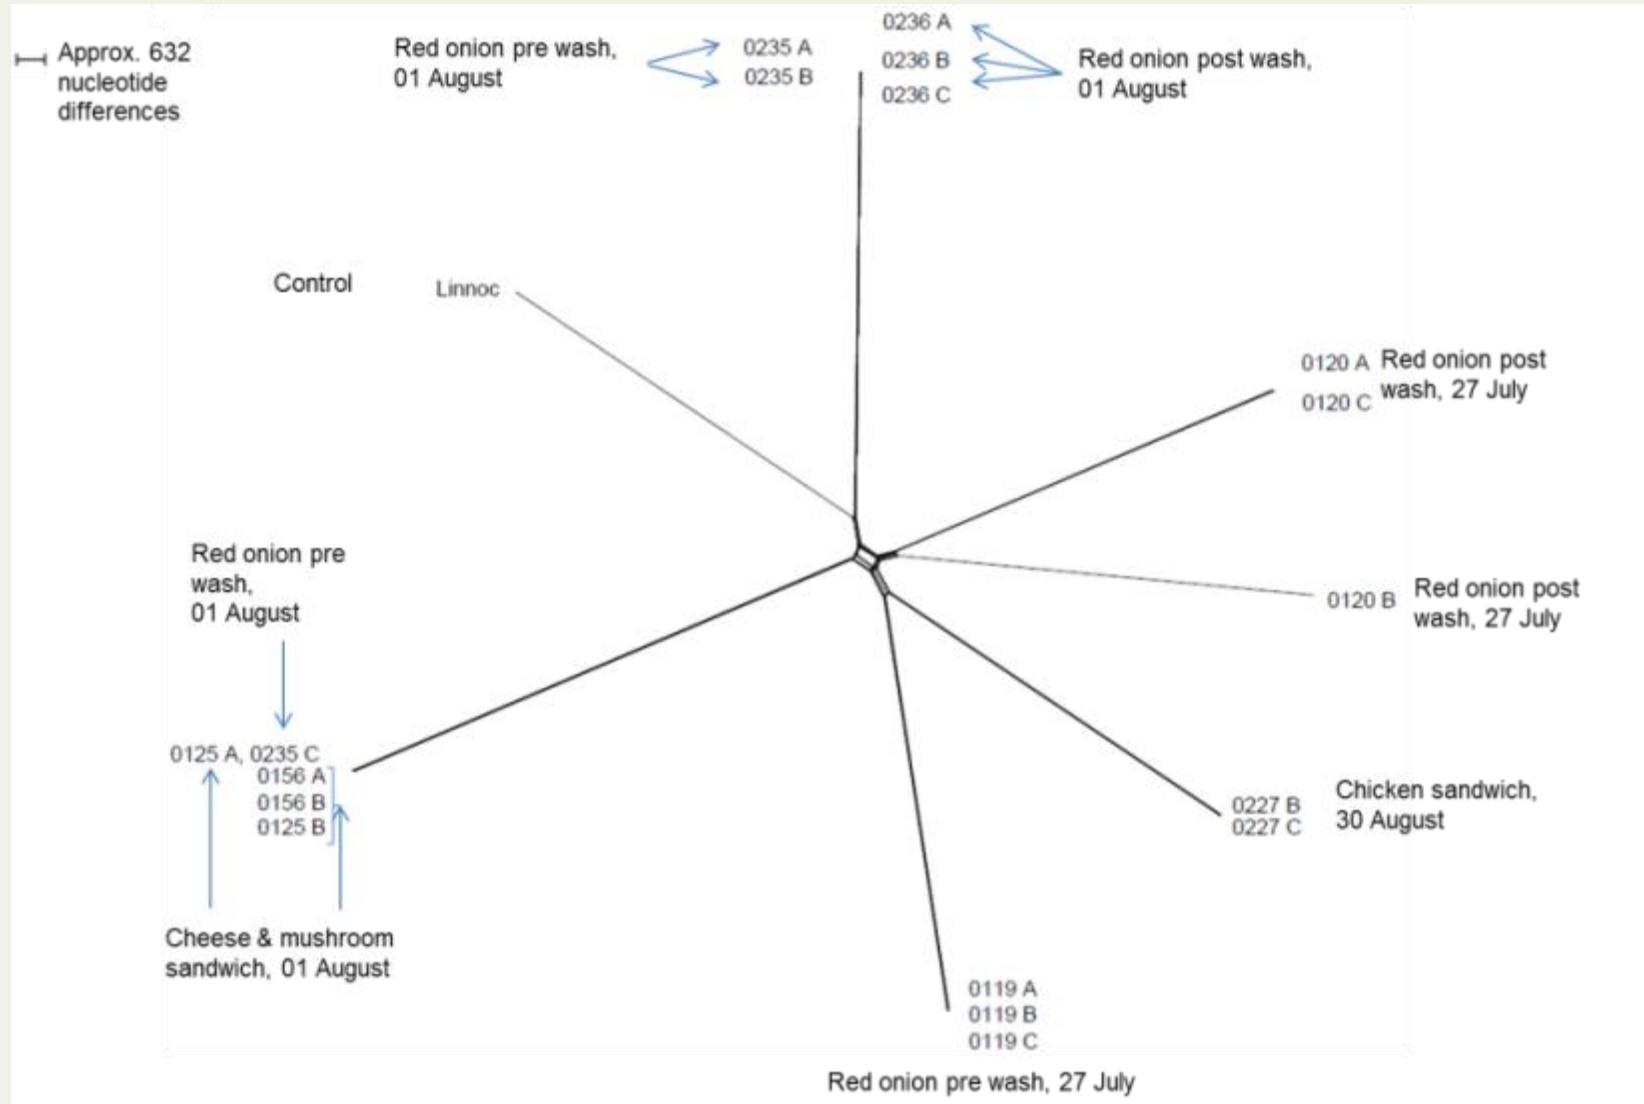 Approx. 632
nucleotide
differences
Red onion pre wash,
01 August
0235 A
0235 B
0236 A
0236 B
0236 C
Red onion post wash,
01 August
Control
Linnoc
0120 A
0120 C
Red onion post
wash, 27 July
Red onion pre
wash,
01 August
0120 B
Red onion post
wash, 27 July
0125 A, 0235 C
0156 A
0156 B
0125 B
0227 B
0227 C
Chicken sandwich,
30 August
Cheese & mushroom
sandwich, 01 August
0119 A
0119 B
0119 C
Red onion pre wash, 27 July